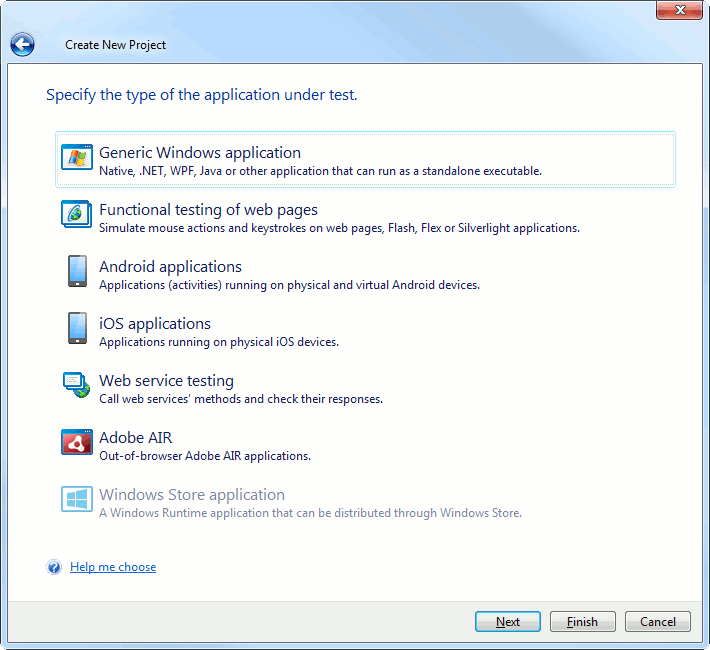 Create New Project
Specify the type of the application under test.
Generic Windows application
Native, .NET, WPF, Java or other application that can run as a standalone executable.
Functional testing of web pages
Simulate mouse actions and keystrokes on web pages, Flash, Flex or Silverlight applications.
Android applications
Applications (activities) running on physical and virtual Android devices.
iOS applications
Applications running on physical iOS devices.
Web service testing
Call web services' methods and check their responses.
Adobe AIR
Out-of-browser Adobe AIR applications.
Windows Store application
A Windows Runtime application that can be distributed through Windows Store.
Help me choose
Next Finish Cancel